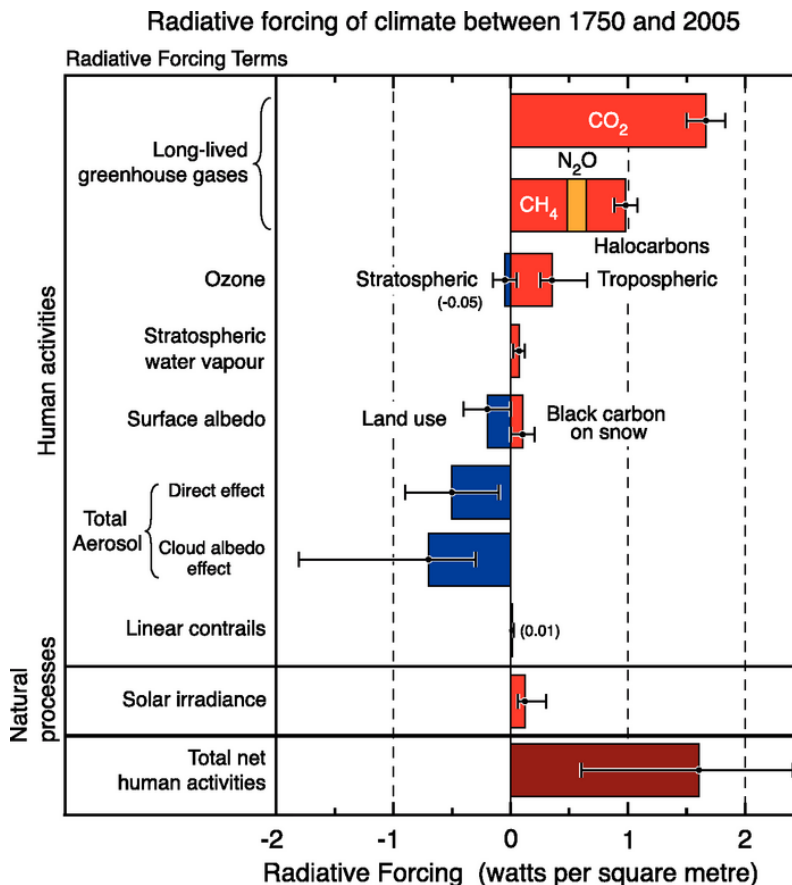 Radiative forcing of climate between 1750 and 2005
Radiative Forcing Terms
Human activities
Long-lived
greenhouse gases
CO₂
N₂O
CH₄
Halocarbons
Ozone
Stratospheric
(-0.05)
Tropospheric
Stratospheric
water vapour
Surface albedo
Land use
Black carbon
on snow
Total
Aerosol
Direct effect
Cloud albedo
effect
Linear contrails
(0.01)
Natural
processes
Solar irradiance
Total net
human activities
-2 -1 0 1 2
Radiative Forcing (watts per square metre)